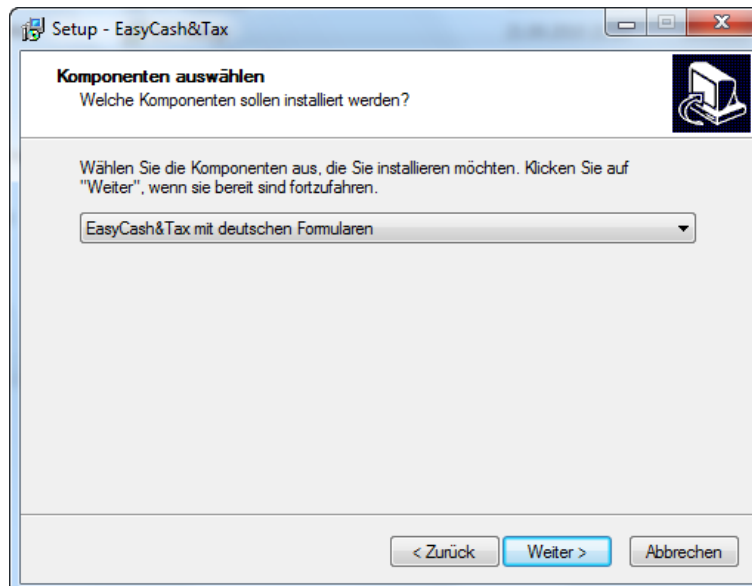 Setup - EasyCash&Tax
Komponenten auswählen
Welche Komponenten sollen installiert werden?
Wählen Sie die Komponenten aus, die Sie installieren möchten. Klicken Sie auf
"Weiter", wenn sie bereit sind fortzufahren.
EasyCash&Tax mit deutschen Formularen
< Zurück
Weiter >
Abbrechen